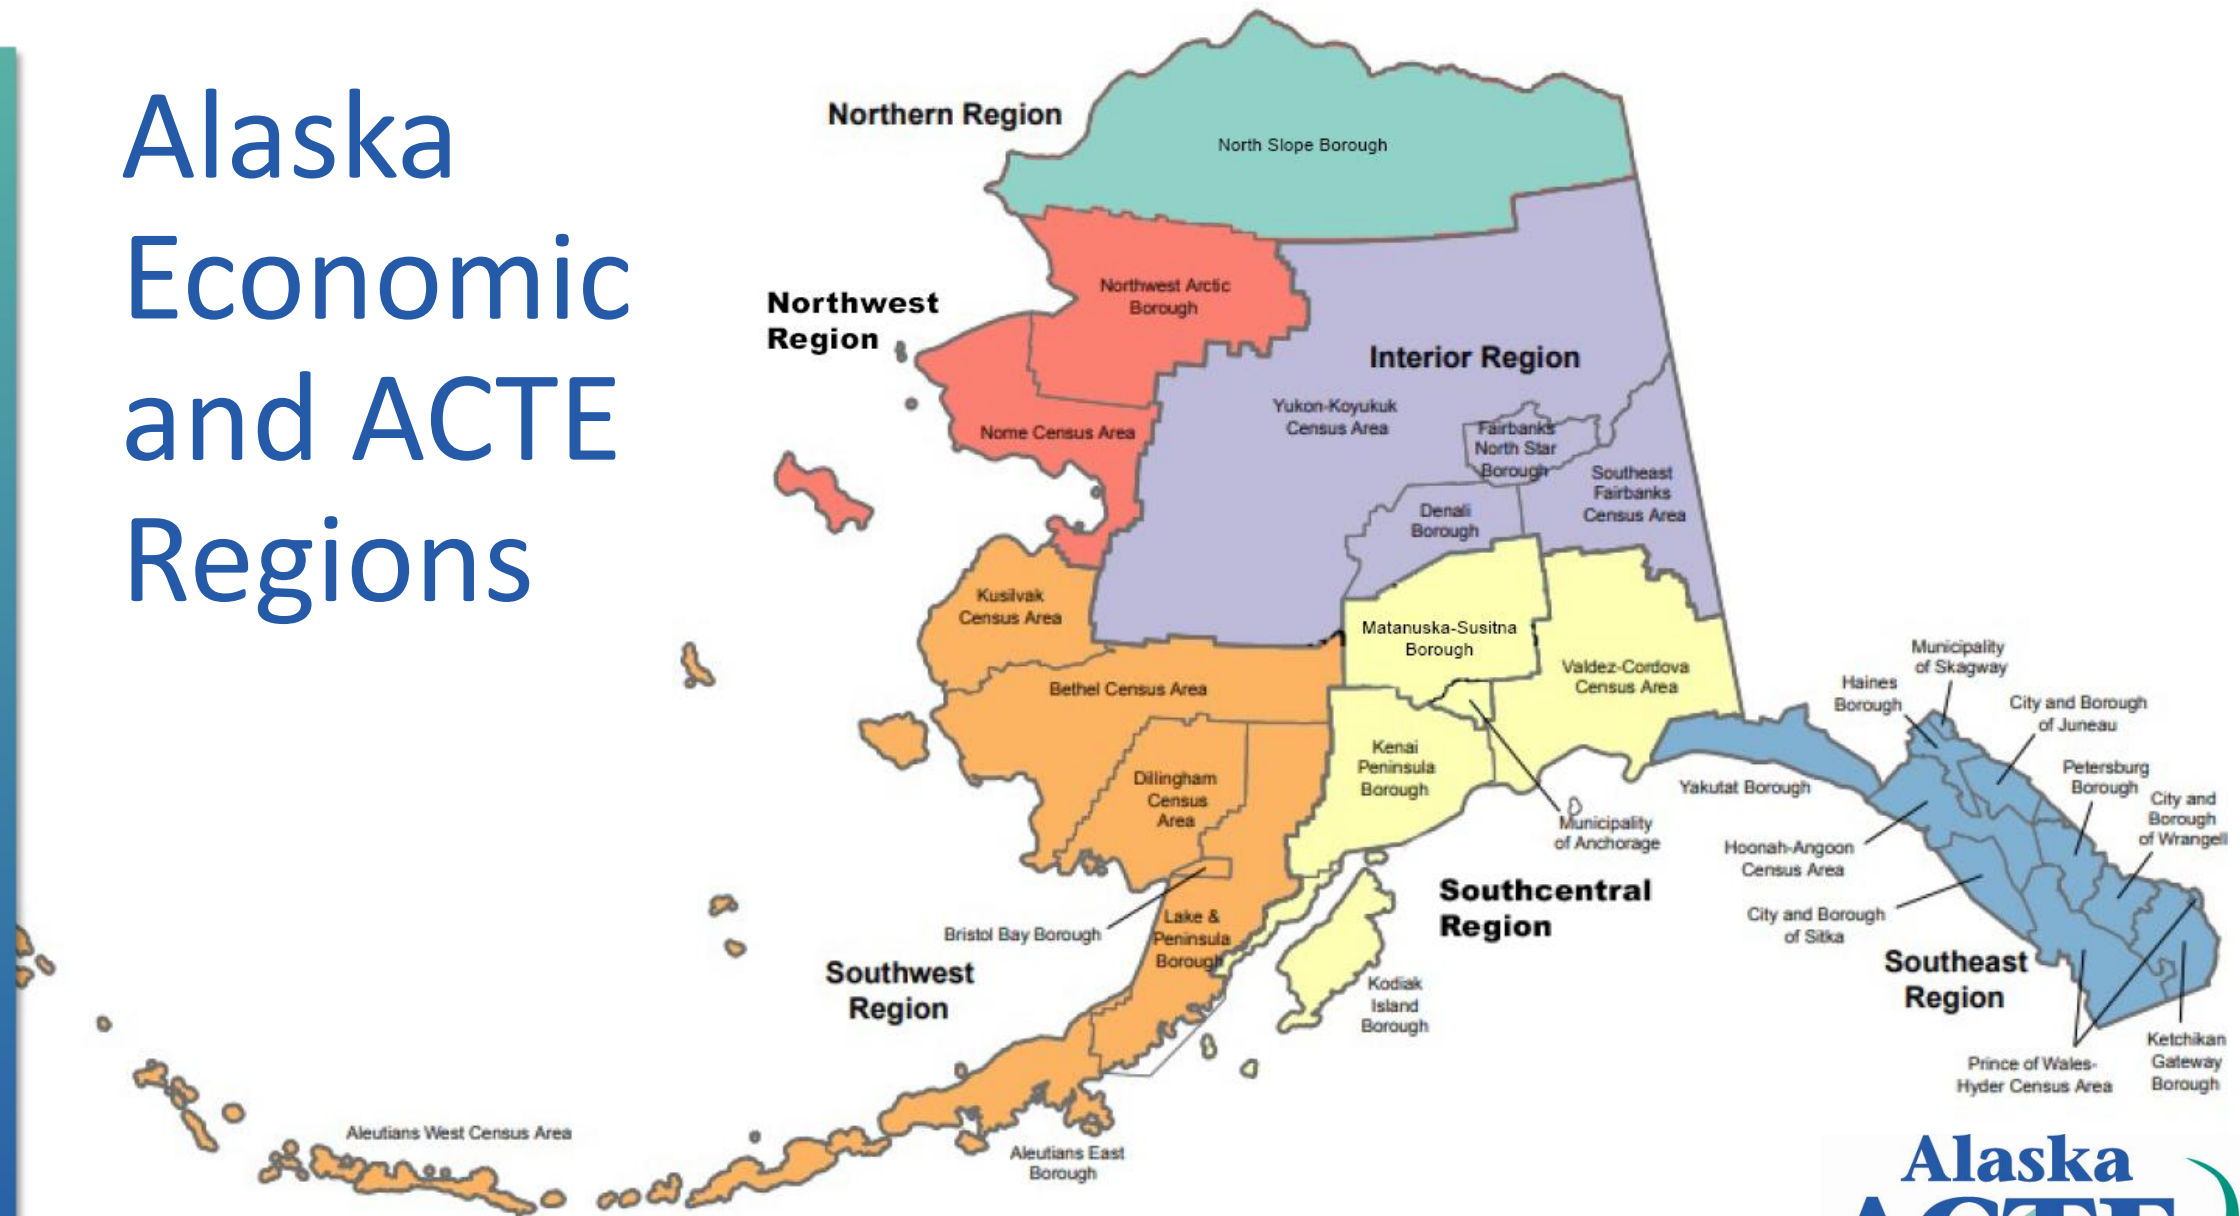 Alaska
Economic
and ACTE
Regions
Northern Region
North Slope Borough
Northwest
Region
Northwest Arctic
Borough
Nome Census Area
Interior Region
Yukon-Koyukuk
Census Area
Fairbanks
North Star
Borough
Southeast
Fairbanks
Census Area
Denali
Borough
Kusilvak
Census Area
Matanuska-Susitna
Borough
Valdez-Cordova
Census Area
Bethel Census Area
Dillingham
Census
Area
Kenai
Peninsula
Borough
Municipality
of Anchorage
Bristol Bay Borough
Lake &
Peninsula
Borough
Southwest
Region
Southcentral
Region
Kodiak
Island
Borough
Aleutians West Census Area
Aleutians East
Borough
Municipality
of Skagway
Haines
Borough
City and Borough
of Juneau
Petersburg
Borough
City and
Borough
of Wrangell
Yakutat Borough
Hoonah-Angoon
Census Area
City and Borough
of Sitka
Southeast
Region
Prince of Wales-
Hyder Census Area
Ketchikan
Gateway
Borough
Alaska
ACTE